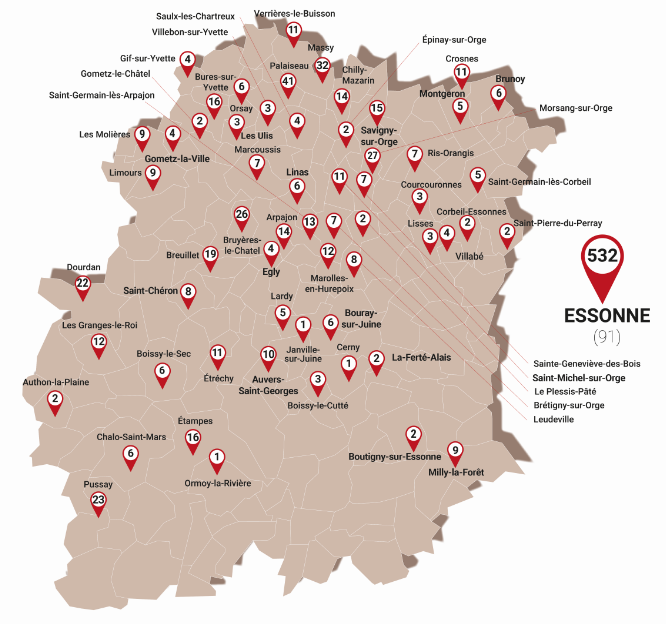 Saulx-les-Chartreux
Verrières-le-Buisson
Villebon-sur-Yvette
11
Massy
Épinay-sur-Orge
Gif-sur-Yvette
4
Palaiseau
32
Chilly-
Mazarin
Crosnes
11
Gometz-le-Châtel
Bures-sur-
Yvette
6
41
Brunoy
6
Saint-Germain-lès-Arpajon
16
Orsay
3
14
15
Montgeron
5
Morsang-sur-Orge
Les Molières
9
4
2
3
Les Ulis
4
2
Savigny-
sur-Orge
27
Gometz-la-Ville
Marcoussis
7
7
Ris-Orangis
Limours
9
Linas
6
11
7
5
Saint-Germain-lès-Corbeil
Courcouronnes
3
26
Arpajon
14
13
7
2
Lisses
3
4
Corbeil-Essonnes
2
Saint-Pierre-du-Perray
2
Bruyères-
le-Chatel
4
Egly
12
8
Villabé
532
Breuillet
19
Marolles-
en-Hurepoix
Dourdan
22
Saint-Chéron
8
ESSONNE
(91)
Lardy
5
1
6
Bouray-
sur-Juine
Les Granges-le-Roi
12
Boissy-le-Sec
6
11
Étréchy
10
Auvers-
Saint-Georges
Janville-
sur-Juine
Cerny
1
2
La-Ferté-Alais
Sainte-Geneviève-des-Bois
Saint-Michel-sur-Orge
Le Plessis-Pâté
Brétigny-sur-Orge
Leudeville
Authon-la-Plaine
2
3
Boissy-le-Cutté
Étampes
16
Chalo-Saint-Mars
6
1
Ormoy-la-Rivière
2
Boutigny-sur-Essonne
9
Milly-la-Forêt
Pussay
23